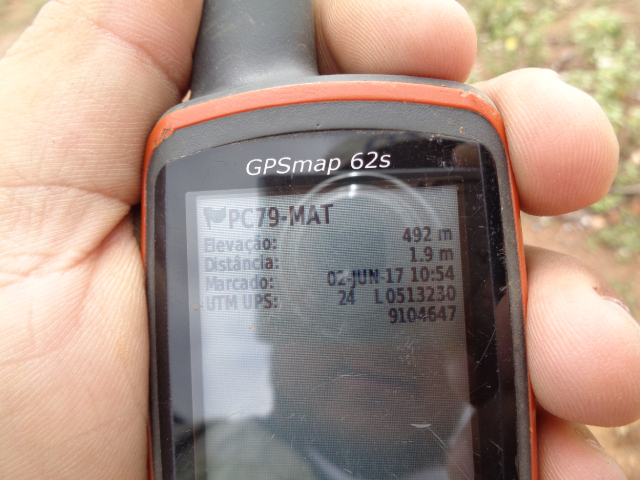 GPSmap 62s
PC79-MAT
Elevação: 492 m
Distância: 1.9 m
Marcado: 02-JUN-17 10:54
UTM UPS: 24 L 0513230
9104647